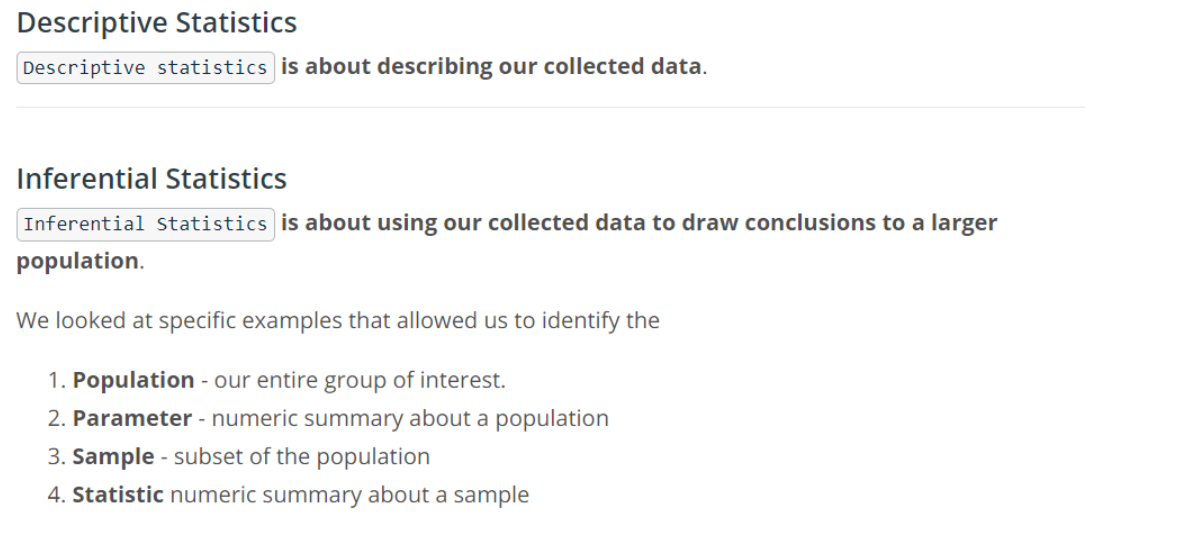 Descriptive Statistics
Descriptive statistics is about describing our collected data.
Inferential Statistics
Inferential Statistics is about using our collected data to draw conclusions to a larger
population.
We looked at specific examples that allowed us to identify the
1. Population - our entire group of interest.
2. Parameter - numeric summary about a population
3. Sample - subset of the population
4. Statistic numeric summary about a sample